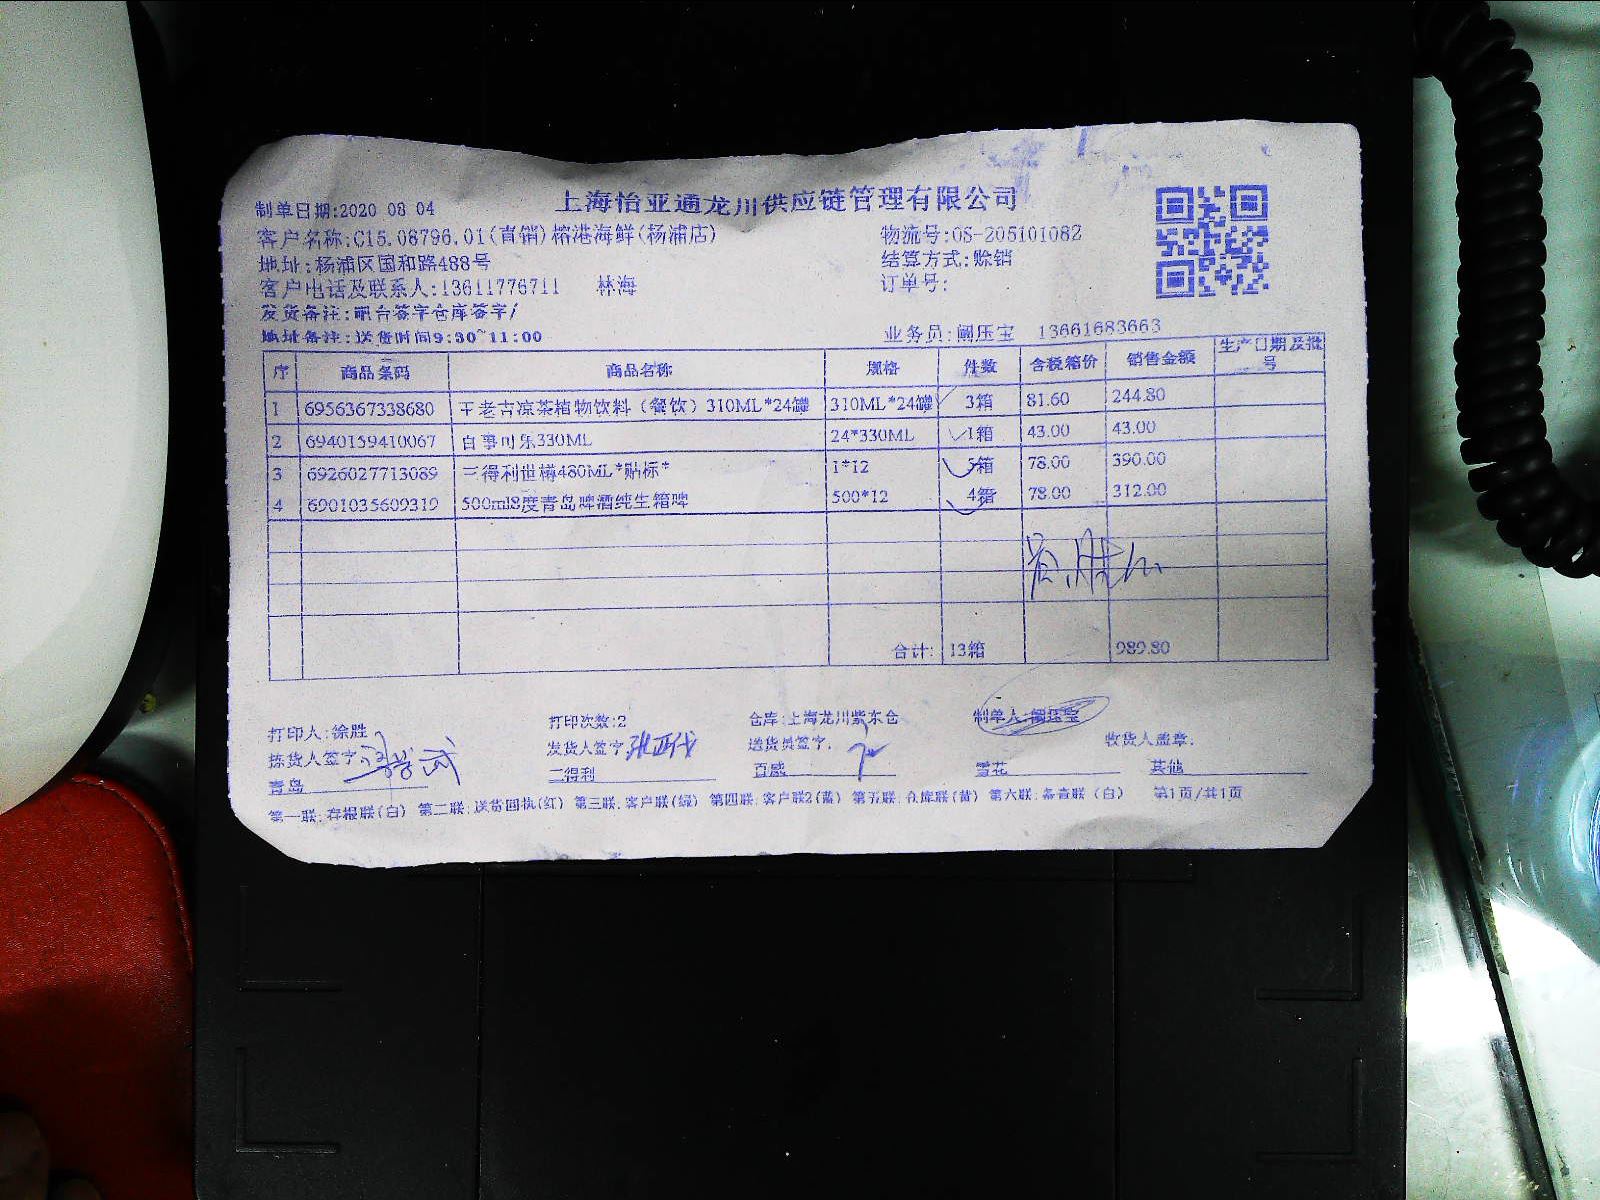 上海怡亚通龙川供应链管理有限公司
制单日期:2020 08 04
客户名称:C15.08796.01(直销)榕港海鲜(杨浦店) 物流号:OS-205101082
地址:杨浦区国和路488号 结算方式:赊销
客户电话及联系人:13611776711 林海 订单号:
发货备注:吧台签字仓库签字/
地址备注:送货时间9:30~11:00 业务员:阚压宝 13661683663
序 商品条码 商品名称 规格 件数 含税箱价 销售金额 生产日期及批号
1 6956367338680 王老吉凉茶植物饮料(餐饮)310ML*24罐 310ML*24罐 3箱 81.60 244.80
2 6940159410067 百事可乐330ML 24*330ML 1箱 43.00 43.00
3 6926027713089 三得利世樽480ML*贴标* 1*12 5箱 78.00 390.00
4 6901035609319 500ml8度青岛啤酒纯生箱啤 500*12 4箱 78.00 312.00
合计: 13箱 989.80
打印人:徐胜 打印次数:2 仓库:上海龙川紫东仓 制单人:阚压宝
拣货人签字: 发货人签字: 送货员签字: 收货人盖章:
青岛 三得利 百威 雪花 其他
第一联:存根联(白) 第二联:送货回执(红) 第三联:客户联(绿) 第四联:客户联2(蓝) 第五联:仓库联(黄) 第六联:备查联(白) 第1页/共1页